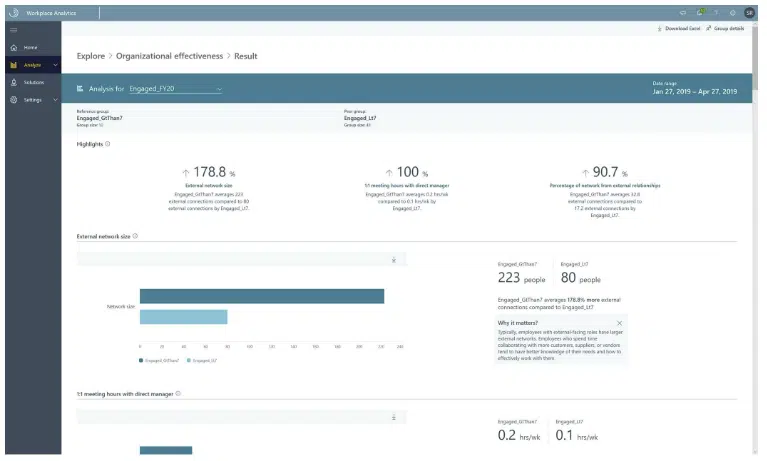 Workplace Analytics
SR
Download Excel
Group details
Home
Analyze
Solutions
Settings
Explore > Organizational effectiveness > Result
Analysis for Engaged_FY20
Date range
Jan 27, 2019 – Apr 27, 2019
Reference group:
Engaged_GtThan7
Group size:
Peer group:
Engaged_Lt7
Group size:
Highlights
↑ 178.8 %
External network size
Engaged_GtThan7 averages 223
external connections compared to 80
external connections by Engaged_Lt7.
↑ 100 %
1:1 meeting hours with direct manager
Engaged_GtThan7 averages 0.2 hrs/wk
compared to 0.1 hrs/wk by
Engaged_Lt7.
↑ 90.7 %
Percentage of network from external relationships
Engaged_GtThan7 averages 32.8
external connections compared to
17.2 external connections by
Engaged_Lt7.
External network size
Network size
0 20 40 60 80 100 120 140 160 180 200 220 240
Engaged_GtThan7 Engaged_Lt7
Engaged_GtThan7
223 people
Engaged_Lt7
80 people
Engaged_GtThan7 averages 178.8% more external
connections compared to Engaged_Lt7
Why it matters?
Typically, employees with external-facing roles have larger
external networks. Employees who spend time
collaborating with more customers, suppliers, or vendors
tend to have better knowledge of their needs and how to
effectively work with them.
1:1 meeting hours with direct manager
Engaged_GtThan7
0.2 hrs/wk
Engaged_Lt7
0.1 hrs/wk